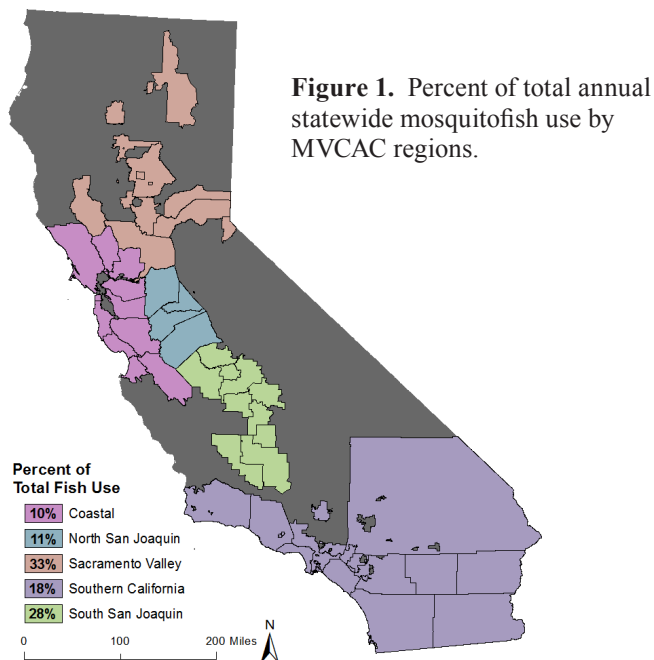 Figure 1. Percent of total annual
statewide mosquitofish use by
MVCAC regions.
Percent of
Total Fish Use
10% Coastal
11% North San Joaquin
33% Sacramento Valley
18% Southern California
28% South San Joaquin
N
0 100 200 Miles